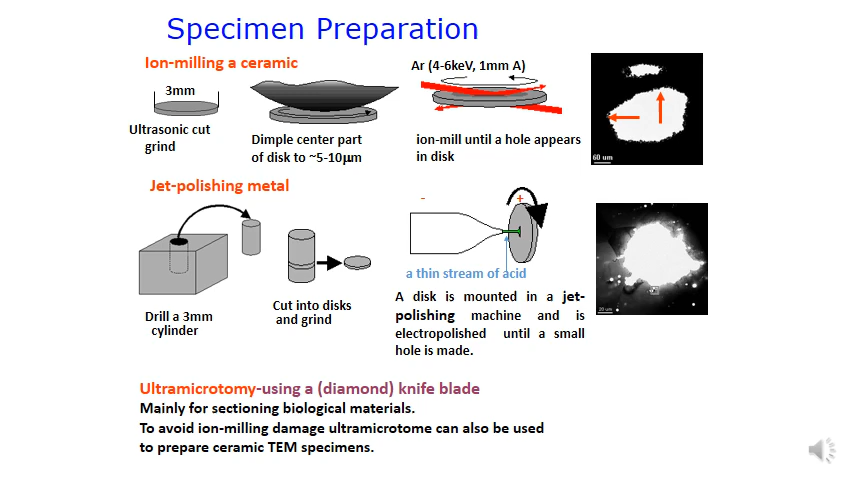 Specimen Preparation
Ion-milling a ceramic
3mm
Ultrasonic cut
grind
Dimple center part
of disk to ~5-10μm
Ar (4-6keV, 1mm A)
ion-mill until a hole appears
in disk
60 um
Jet-polishing metal
Drill a 3mm
cylinder
Cut into disks
and grind
- +
a thin stream of acid
A disk is mounted in a jet-
polishing machine and is
electropolished until a small
hole is made.
20 um
Ultramicrotomy-using a (diamond) knife blade
Mainly for sectioning biological materials.
To avoid ion-milling damage ultramicrotome can also be used
to prepare ceramic TEM specimens.